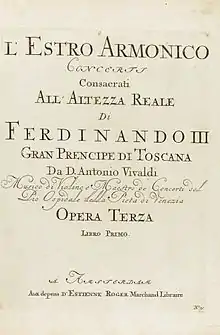 L'ESTRO ARMONICO
CONCERTI
Consacrati
ALL'ALTEZZA REALE
Di
FERDINANDO III
GRAN PRENCIPE DI TOSCANA
Da D. Antonio Vivaldi
Musico di Violino e Maestro de Concerti del
Pio Ospidale della Pieta di Venezia
OPERA TERZA
LIBRO PRIMO.
A AMSTERDAM
Aux depens D'ESTIENNE ROGER Marchand Libraire